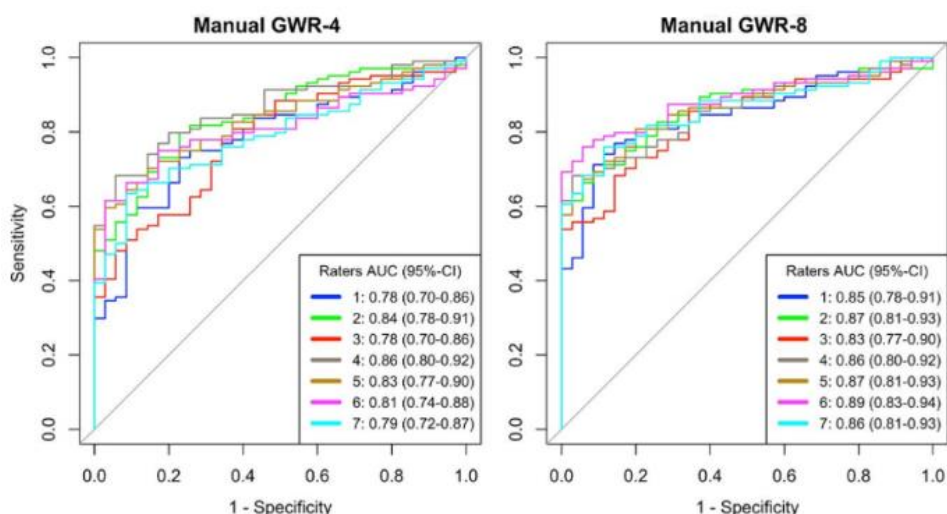 Manual GWR-4
Sensitivity
1.0
0.8
0.6
0.4
0.2
0.0
Raters AUC (95%-CI)
1: 0.78 (0.70-0.86)
2: 0.84 (0.78-0.91)
3: 0.78 (0.70-0.86)
4: 0.86 (0.80-0.92)
5: 0.83 (0.77-0.90)
6: 0.81 (0.74-0.88)
7: 0.79 (0.72-0.87)
0.0 0.2 0.4 0.6 0.8 1.0
1 - Specificity
Manual GWR-8
1.0
0.8
0.6
0.4
0.2
0.0
Raters AUC (95%-CI)
1: 0.85 (0.78-0.91)
2: 0.87 (0.81-0.93)
3: 0.83 (0.77-0.90)
4: 0.86 (0.80-0.92)
5: 0.87 (0.81-0.93)
6: 0.89 (0.83-0.94)
7: 0.86 (0.81-0.93)
0.0 0.2 0.4 0.6 0.8 1.0
1 - Specificity